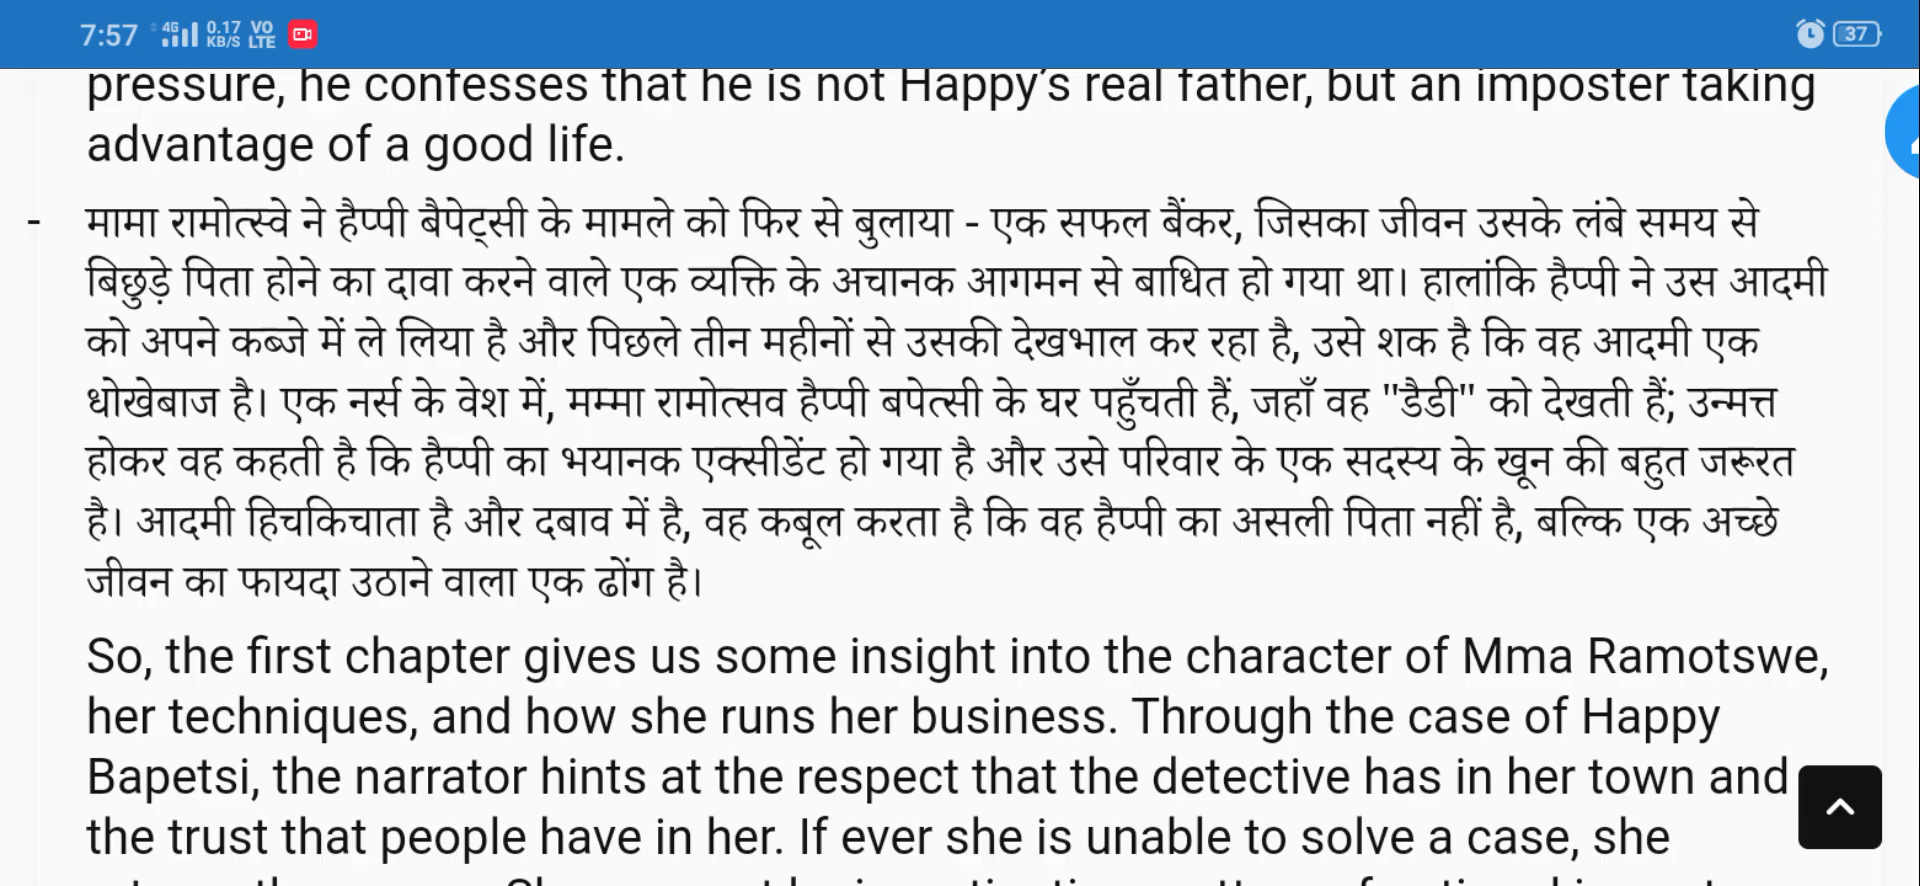 7:57 4G 0.17 KB/S VO LTE 37
pressure, he confesses that he is not Happy’s real father, but an imposter taking
advantage of a good life.
- मामा रामोत्स्वे ने हैप्पी बैपेट्सी के मामले को फिर से बुलाया - एक सफल बैंकर, जिसका जीवन उसके लंबे समय से
बिछुड़े पिता होने का दावा करने वाले एक व्यक्ति के अचानक आगमन से बाधित हो गया था। हालांकि हैप्पी ने उस आदमी
को अपने कब्जे में ले लिया है और पिछले तीन महीनों से उसकी देखभाल कर रहा है, उसे शक है कि वह आदमी एक
धोखेबाज है। एक नर्स के वेश में, मम्मा रामोत्सव हैप्पी बपेत्सी के घर पहुँचती हैं, जहाँ वह "डैडी" को देखती हैं; उन्मत्त
होकर वह कहती है कि हैप्पी का भयानक एक्सीडेंट हो गया है और उसे परिवार के एक सदस्य के खून की बहुत जरूरत
है। आदमी हिचकिचाता है और दबाव में है, वह कबूल करता है कि वह हैप्पी का असली पिता नहीं है, बल्कि एक अच्छे
जीवन का फायदा उठाने वाला एक ढोंग है।
So, the first chapter gives us some insight into the character of Mma Ramotswe,
her techniques, and how she runs her business. Through the case of Happy
Bapetsi, the narrator hints at the respect that the detective has in her town and
the trust that people have in her. If ever she is unable to solve a case, she